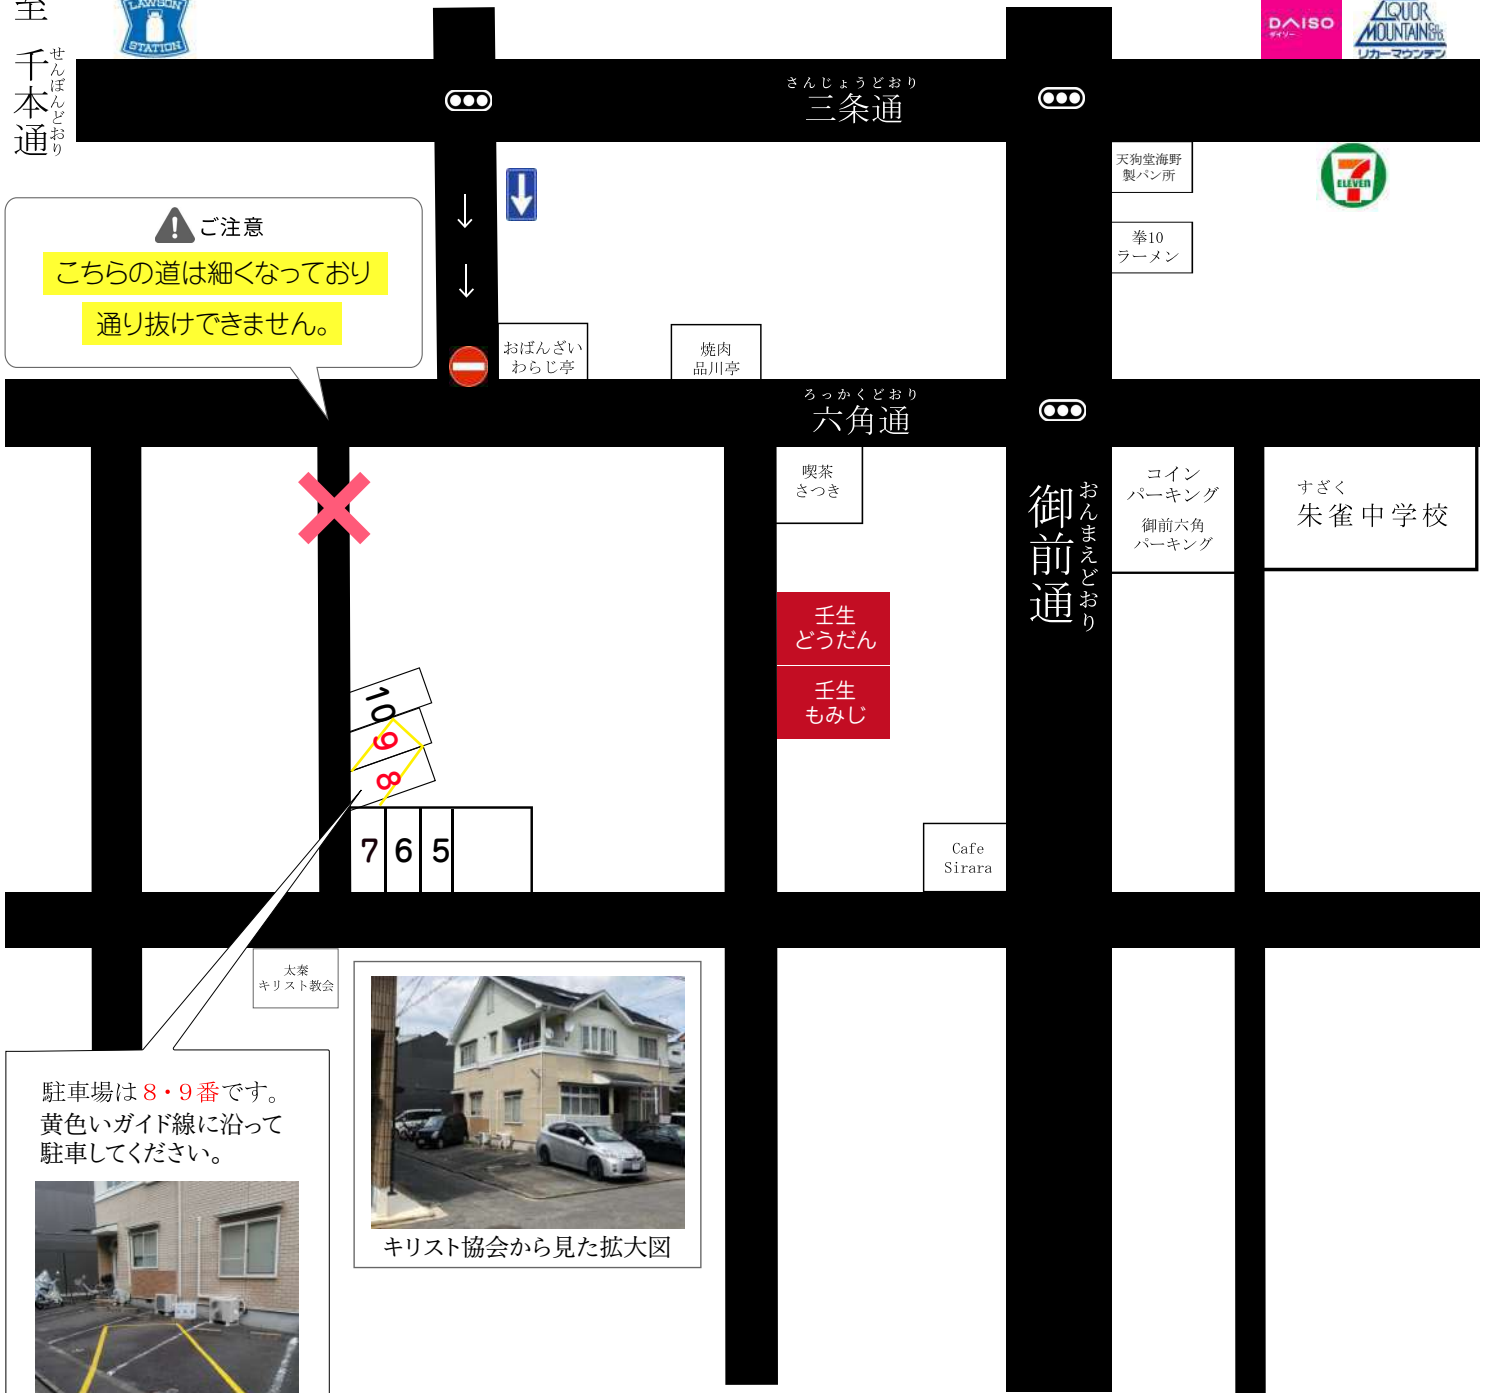 至 千本通
せんぼんどおり
LAWSON
STATION
DAISO
ダイソー
LIQUOR
MOUNTAIN
リカーマウンテン
さんじょうどおり
三条通
天狗堂海野
製パン所
ELEVEN
拳10
ラーメン
ご注意
こちらの道は細くなっており
通り抜けできません。
おばんざい
わらじ亭
焼肉
品川亭
ろっかくどおり
六角通
喫茶
さつき
御前通
おんまえどおり
コイン
パーキング
御前六角
パーキング
すざく
朱雀中学校
壬生
どうだん
壬生
もみじ
10
9
8
7 6 5
Cafe
Sirara
太秦
キリスト教会
駐車場は８・９番です。
黄色いガイド線に沿って
駐車してください。
キリスト協会から見た拡大図